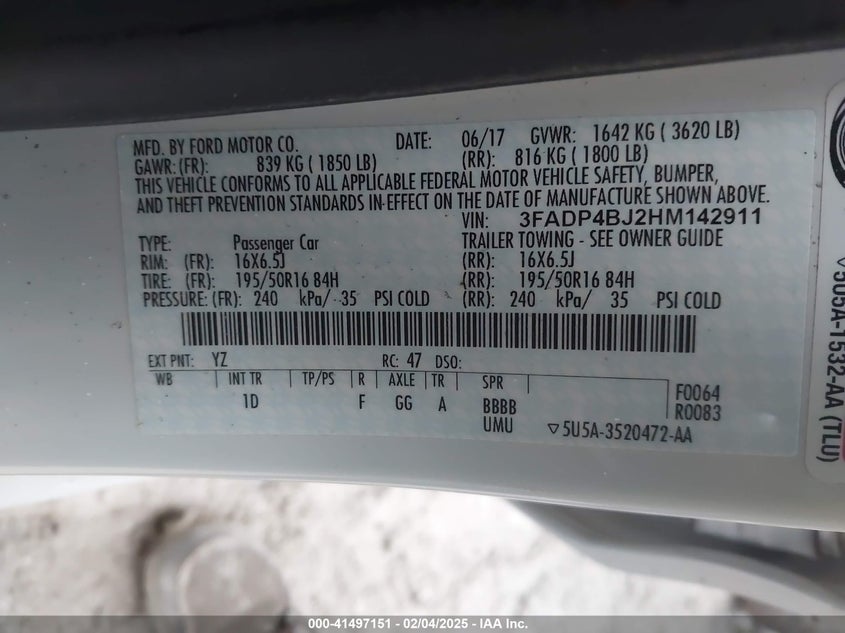 MFD. BY FORD MOTOR CO. DATE: 06/17 GVWR: 1642 KG ( 3620 LB)
GAWR: (FR): 839 KG ( 1850 LB) (RR): 816 KG ( 1800 LB)
THIS VEHICLE CONFORMS TO ALL APPLICABLE FEDERAL MOTOR VEHICLE SAFETY, BUMPER,
AND THEFT PREVENTION STANDARDS IN EFFECT ON THE DATE OF MANUFACTURE SHOWN ABOVE.
VIN: 3FADP4BJ2HM142911
TYPE: Passenger Car TRAILER TOWING - SEE OWNER GUIDE
RIM: (FR): 16X6.5J (RR): 16X6.5J
TIRE: (FR): 195/50R16 84H (RR): 195/50R16 84H
PRESSURE: (FR): 240 kPa/ 35 PSI COLD (RR): 240 kPa/ 35 PSI COLD
EXT PNT: YZ RC: 47 DSO:
WB INT TR TP/PS R AXLE TR SPR
1D F GG A BBBB
UMU
F0064
R0083
▽5U5A-3520472-AA
▽5U5A-1532-AA (TLU)
000-41497151 - 02/04/2025 - IAA Inc.